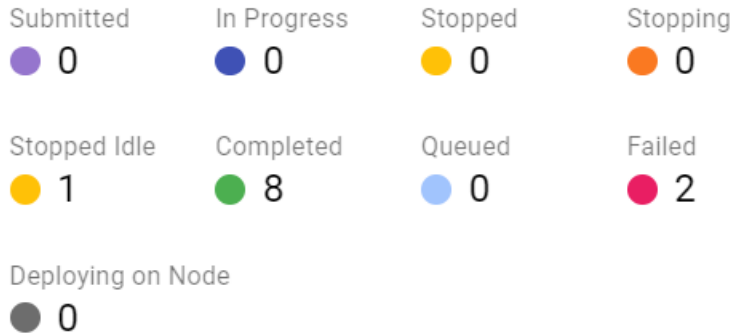 Submitted In Progress Stopped Stopping
0 0 0 0
Stopped Idle Completed Queued Failed
1 8 0 2
Deploying on Node
0